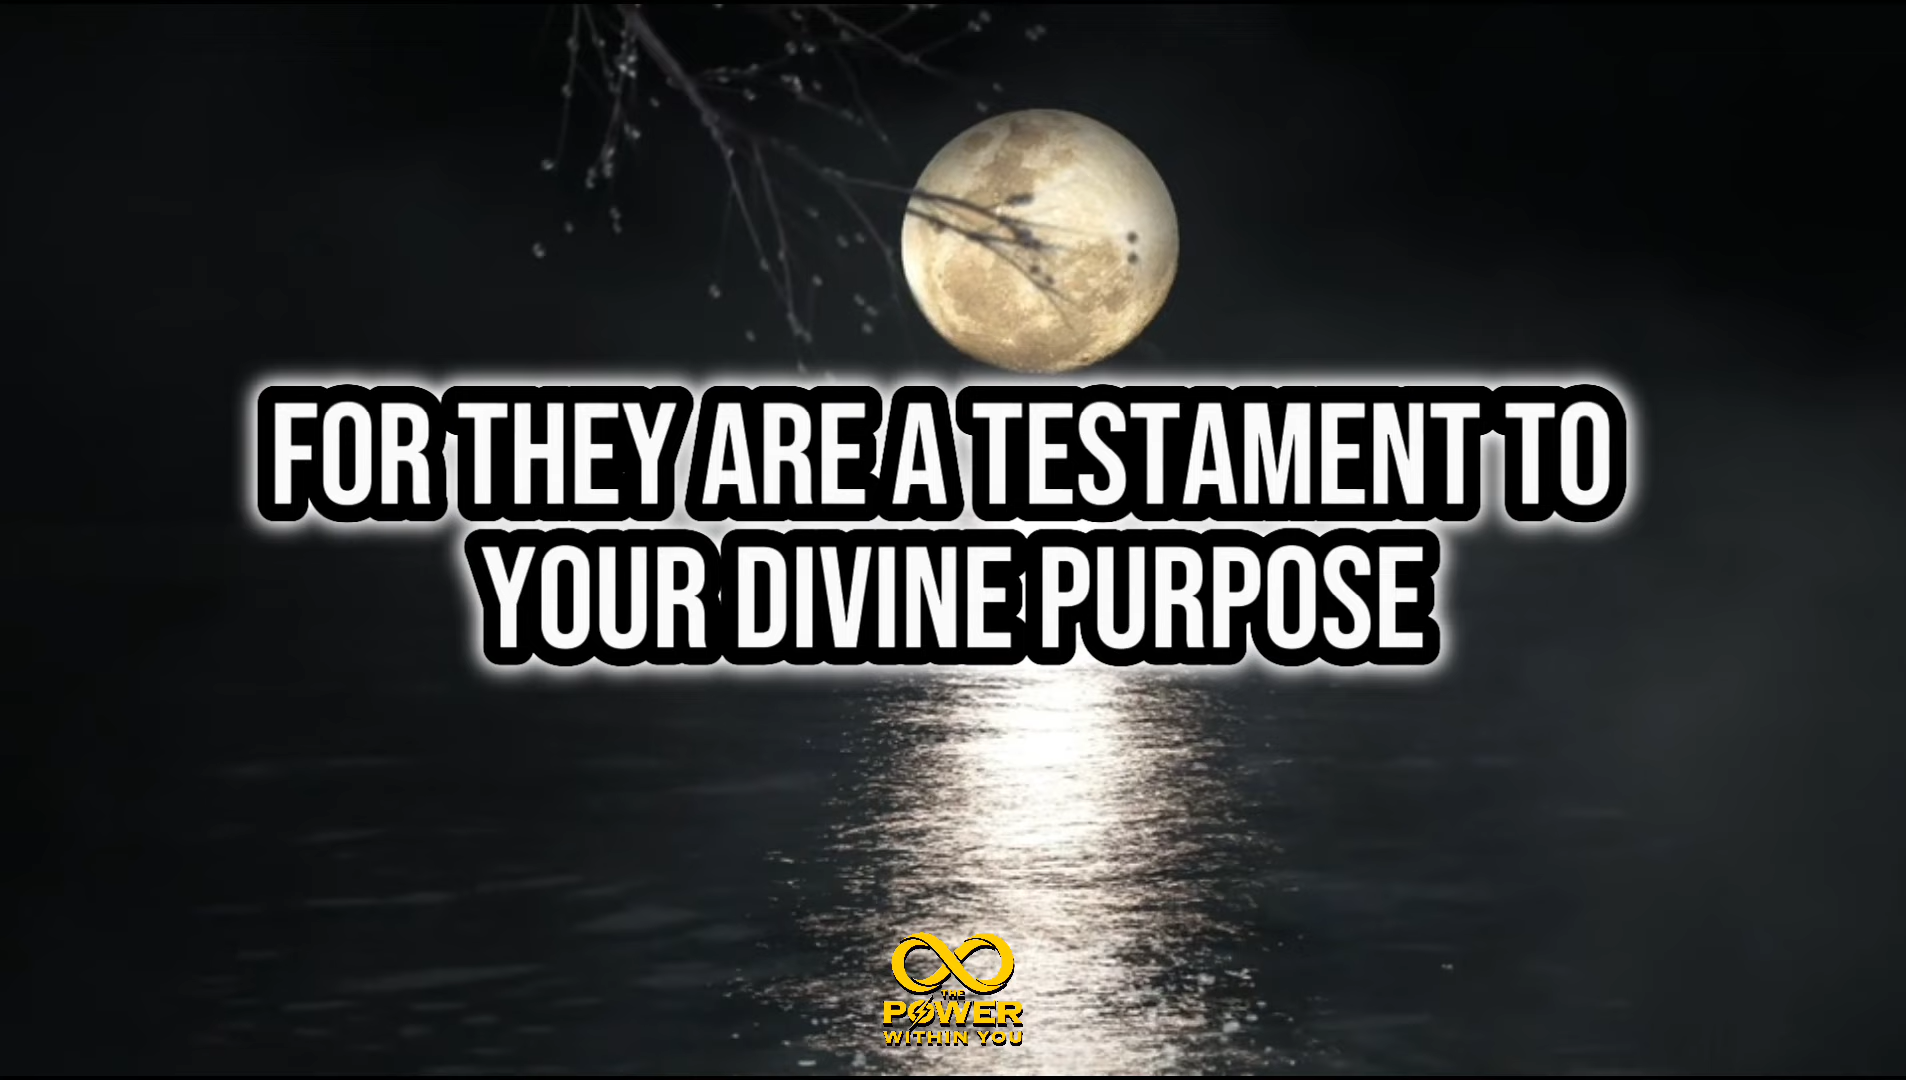 FOR THEY ARE A TESTAMENT TO
YOUR DIVINE PURPOSE
THE
POWER
WITHIN YOU